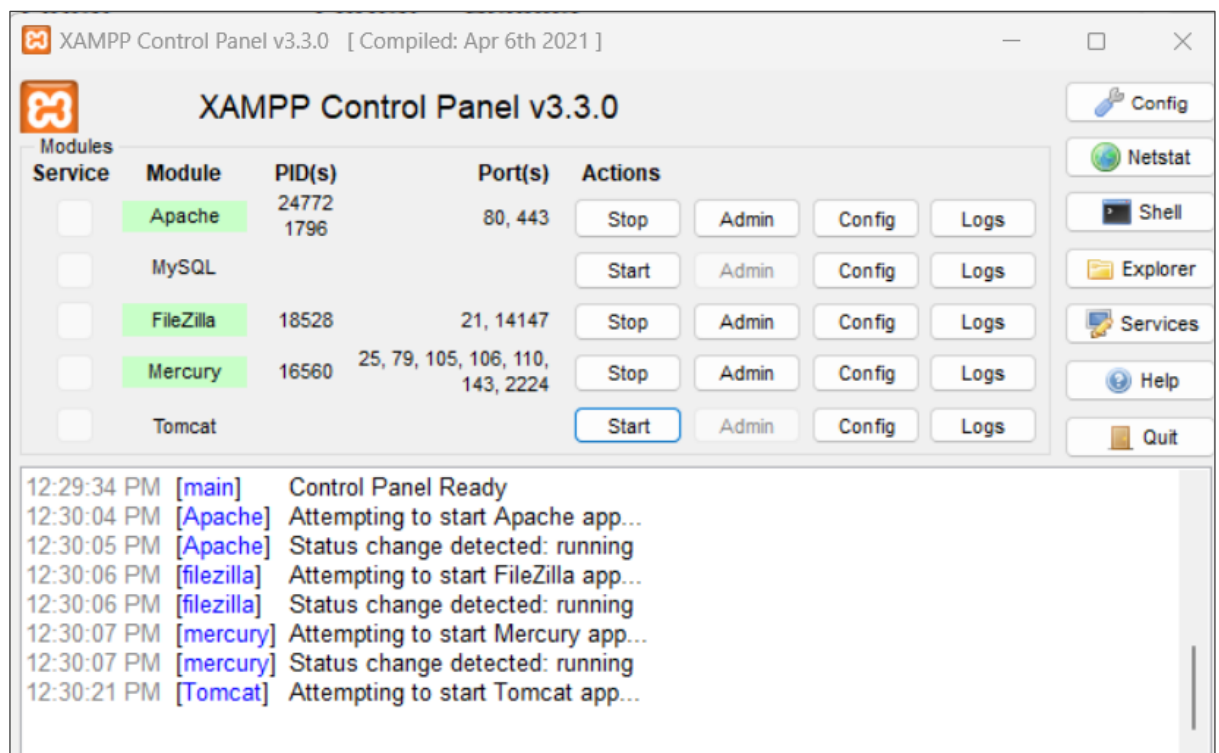 XAMPP Control Panel v3.3.0 [ Compiled: Apr 6th 2021 ]
XAMPP Control Panel v3.3.0
Config
Modules
Service Module PID(s) Port(s) Actions
Netstat
Apache 24772 1796 80, 443 Stop Admin Config Logs
Shell
MySQL Start Admin Config Logs
Explorer
FileZilla 18528 21, 14147 Stop Admin Config Logs
Services
Mercury 16560 25, 79, 105, 106, 110, 143, 2224 Stop Admin Config Logs
Help
Tomcat Start Admin Config Logs
Quit
12:29:34 PM [main] Control Panel Ready
12:30:04 PM [Apache] Attempting to start Apache app...
12:30:05 PM [Apache] Status change detected: running
12:30:06 PM [filezilla] Attempting to start FileZilla app...
12:30:06 PM [filezilla] Status change detected: running
12:30:07 PM [mercury] Attempting to start Mercury app...
12:30:07 PM [mercury] Status change detected: running
12:30:21 PM [Tomcat] Attempting to start Tomcat app...